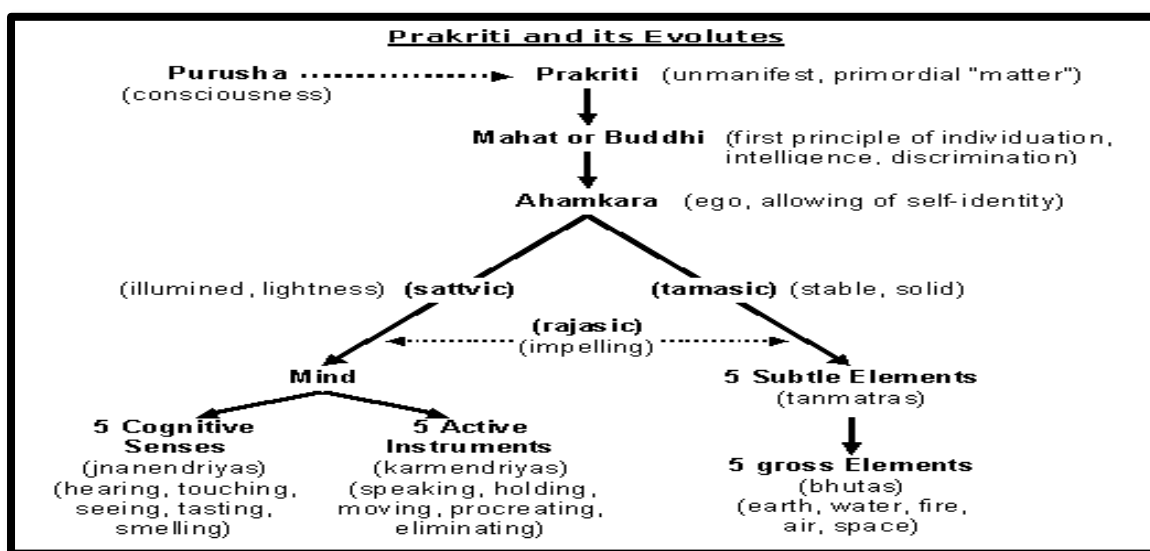 Prakriti and its Evolutes
Purusha Prakriti (unmanifest, primordial "matter")
(consciousness)
Mahat or Buddhi (first principle of individuation,
intelligence, discrimination)
Ahamkara (ego, allowing of self-identity)
(illumined, lightness) (sattvic) (tamasic) (stable, solid)
(rajasic)
(impelling)
Mind
5 Cognitive
Senses
(jnanendriyas)
(hearing, touching,
seeing, tasting,
smelling)
5 Active
Instruments
(karmendriyas)
(speaking, holding,
moving, procreating,
eliminating)
5 Subtle Elements
(tanmatras)
5 gross Elements
(bhutas)
(earth, water, fire,
air, space)